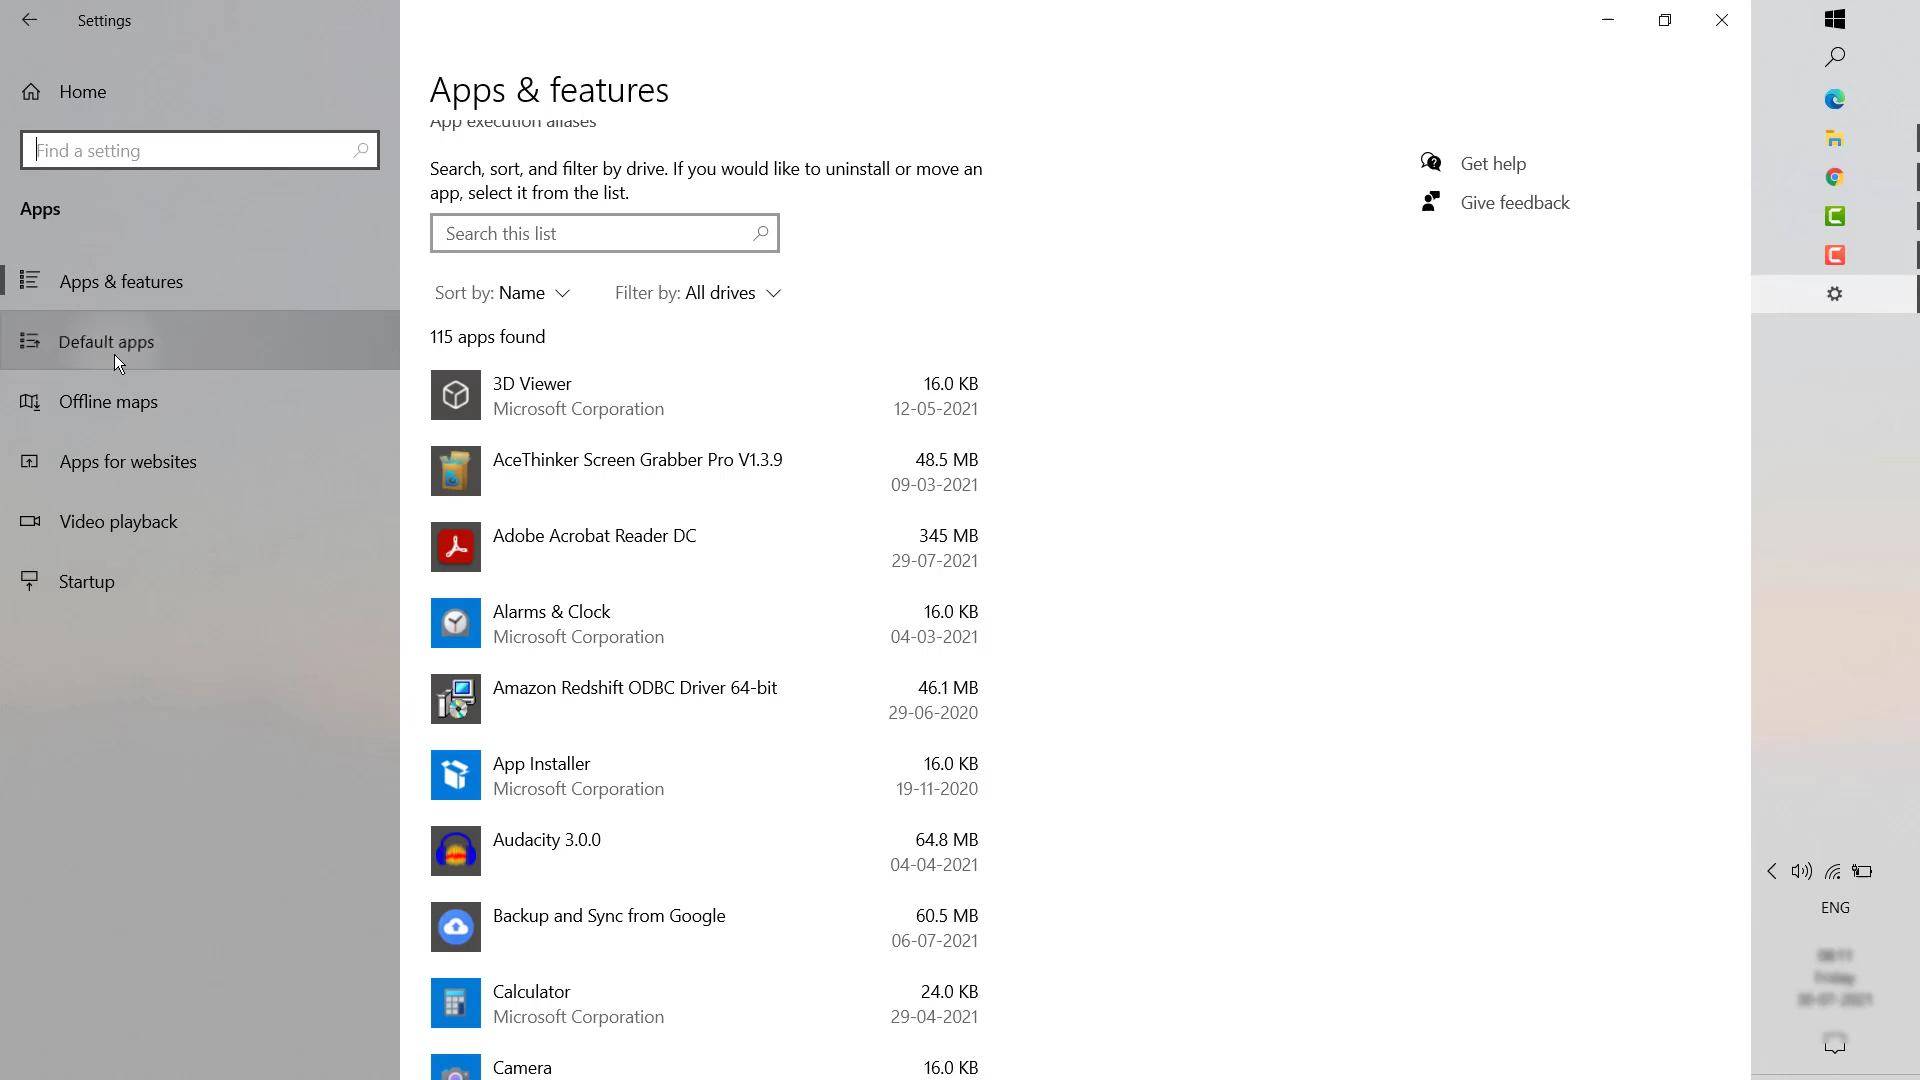 Settings
Home
Find a setting
Apps
Apps & features
Default apps
Offline maps
Apps for websites
Video playback
Startup
Apps & features
App execution aliases
Search, sort, and filter by drive. If you would like to uninstall or move an
app, select it from the list.
Search this list
Sort by: Name
Filter by: All drives
115 apps found
3D Viewer 16.0 KB
Microsoft Corporation 12-05-2021
AceThinker Screen Grabber Pro V1.3.9 48.5 MB
09-03-2021
Adobe Acrobat Reader DC 345 MB
29-07-2021
Alarms & Clock 16.0 KB
Microsoft Corporation 04-03-2021
Amazon Redshift ODBC Driver 64-bit 46.1 MB
29-06-2020
App Installer 16.0 KB
Microsoft Corporation 19-11-2020
Audacity 3.0.0 64.8 MB
04-04-2021
Backup and Sync from Google 60.5 MB
06-07-2021
Calculator 24.0 KB
Microsoft Corporation 29-04-2021
Camera 16.0 KB
Get help
Give feedback
ENG
Friday
30-07-2021